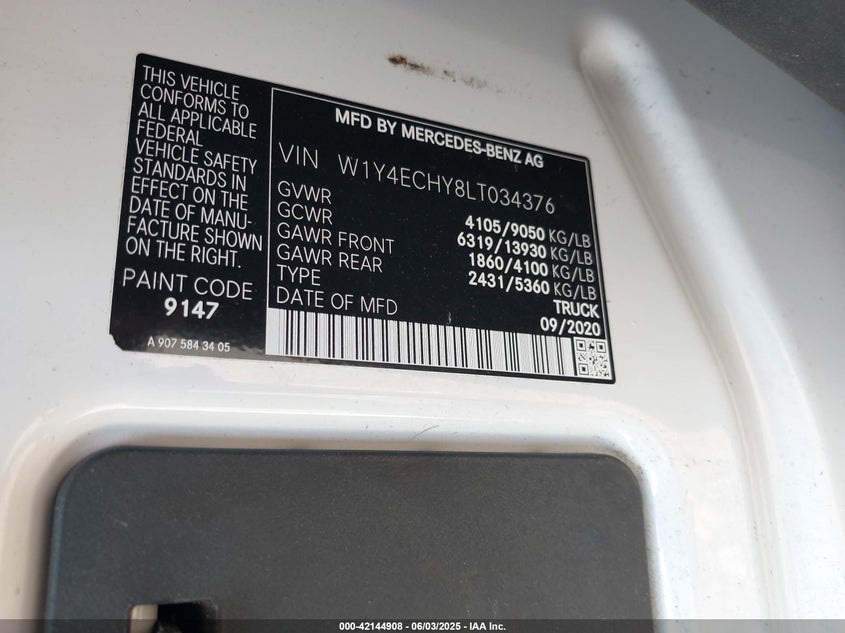 THIS VEHICLE
CONFORMS TO
ALL APPLICABLE
FEDERAL
VEHICLE SAFETY
STANDARDS IN
EFFECT ON THE
DATE OF MANU-
FACTURE SHOWN
ON THE RIGHT.
PAINT CODE
9147
A 907 584 34 05
MFD BY MERCEDES-BENZ AG
VIN W1Y4ECHY8LT034376
GVWR 4105/9050 KG/LB
GCWR 6319/13930 KG/LB
GAWR FRONT 1860/4100 KG/LB
GAWR REAR 2431/5360 KG/LB
TYPE TRUCK
DATE OF MFD 09/2020
000-42144908 - 06/03/2025 - IAA Inc.